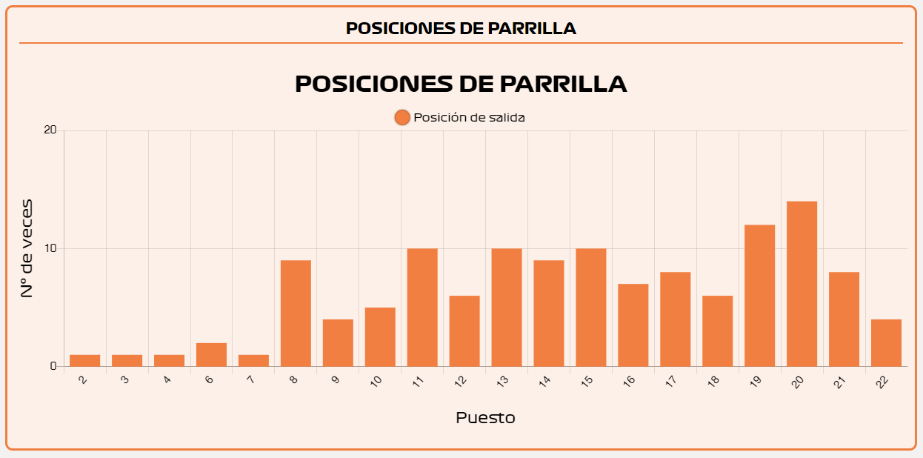 POSICIONES DE PARRILLA
POSICIONES DE PARRILLA
Posición de salida
20
10
0
Nº de veces
2 3 4 6 7 8 9 10 11 12 13 14 15 16 17 18 19 20 21 22
Puesto